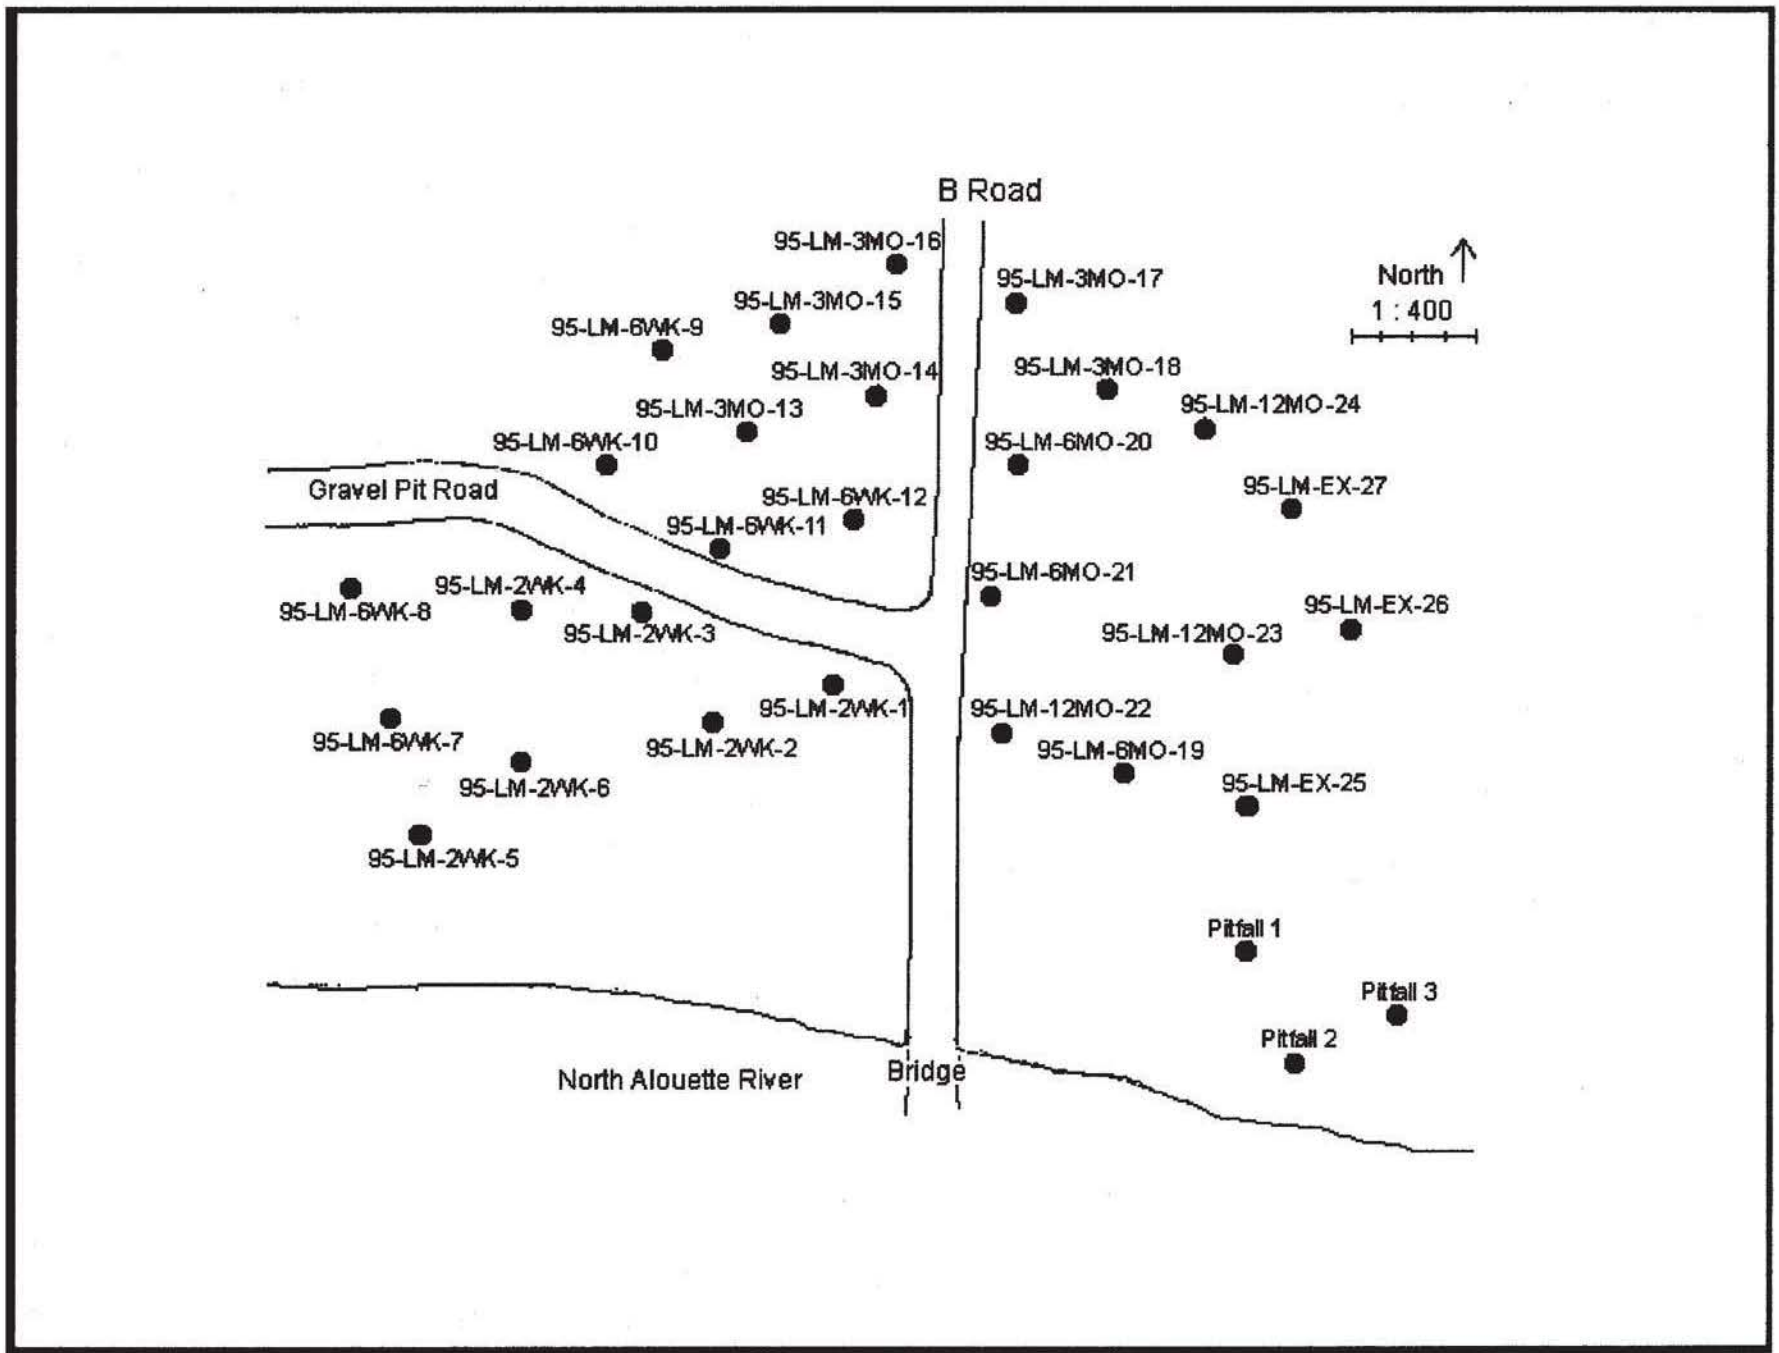 B Road
95-LM-3MO-16
95-LM-3MO-17
North
1 : 400
95-LM-3MO-15
95-LM-6WK-9
95-LM-3MO-14
95-LM-3MO-18
95-LM-3MO-13
95-LM-12MO-24
95-LM-6WK-10
95-LM-6MO-20
Gravel Pit Road
95-LM-6WK-12
95-LM-EX-27
95-LM-6WK-11
95-LM-2WK-4
95-LM-6MO-21
95-LM-6WK-8
95-LM-2WK-3
95-LM-EX-26
95-LM-12MO-23
95-LM-2WK-1
95-LM-12MO-22
95-LM-6WK-7
95-LM-2WK-2
95-LM-6MO-19
95-LM-2WK-6
95-LM-EX-25
95-LM-2WK-5
Pitfall 1
Pitfall 3
Pitfall 2
North Alouette River
Bridge